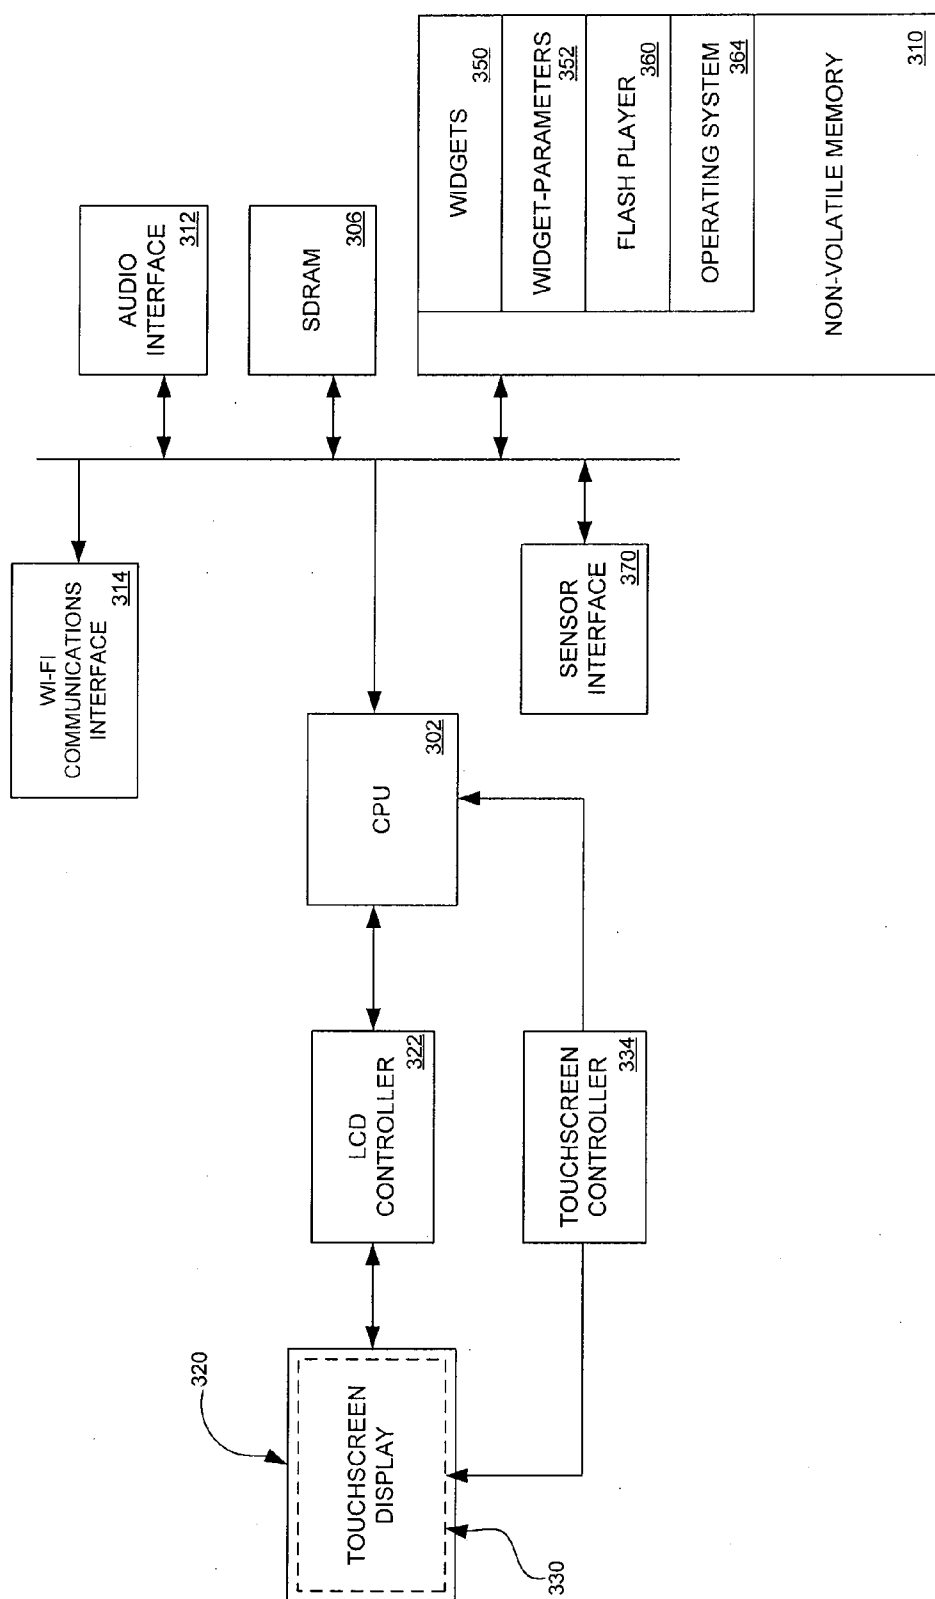 320
TOUCHSCREEN
DISPLAY
330
LCD
CONTROLLER
322
TOUCHSCREEN
CONTROLLER
334
CPU
302
WI-FI
COMMUNICATIONS
INTERFACE
314
SENSOR
INTERFACE
370
AUDIO
INTERFACE
312
SDRAM
306
WIDGETS
350
WIDGET-PARAMETERS
352
FLASH PLAYER
360
OPERATING SYSTEM
364
NON-VOLATILE MEMORY
310